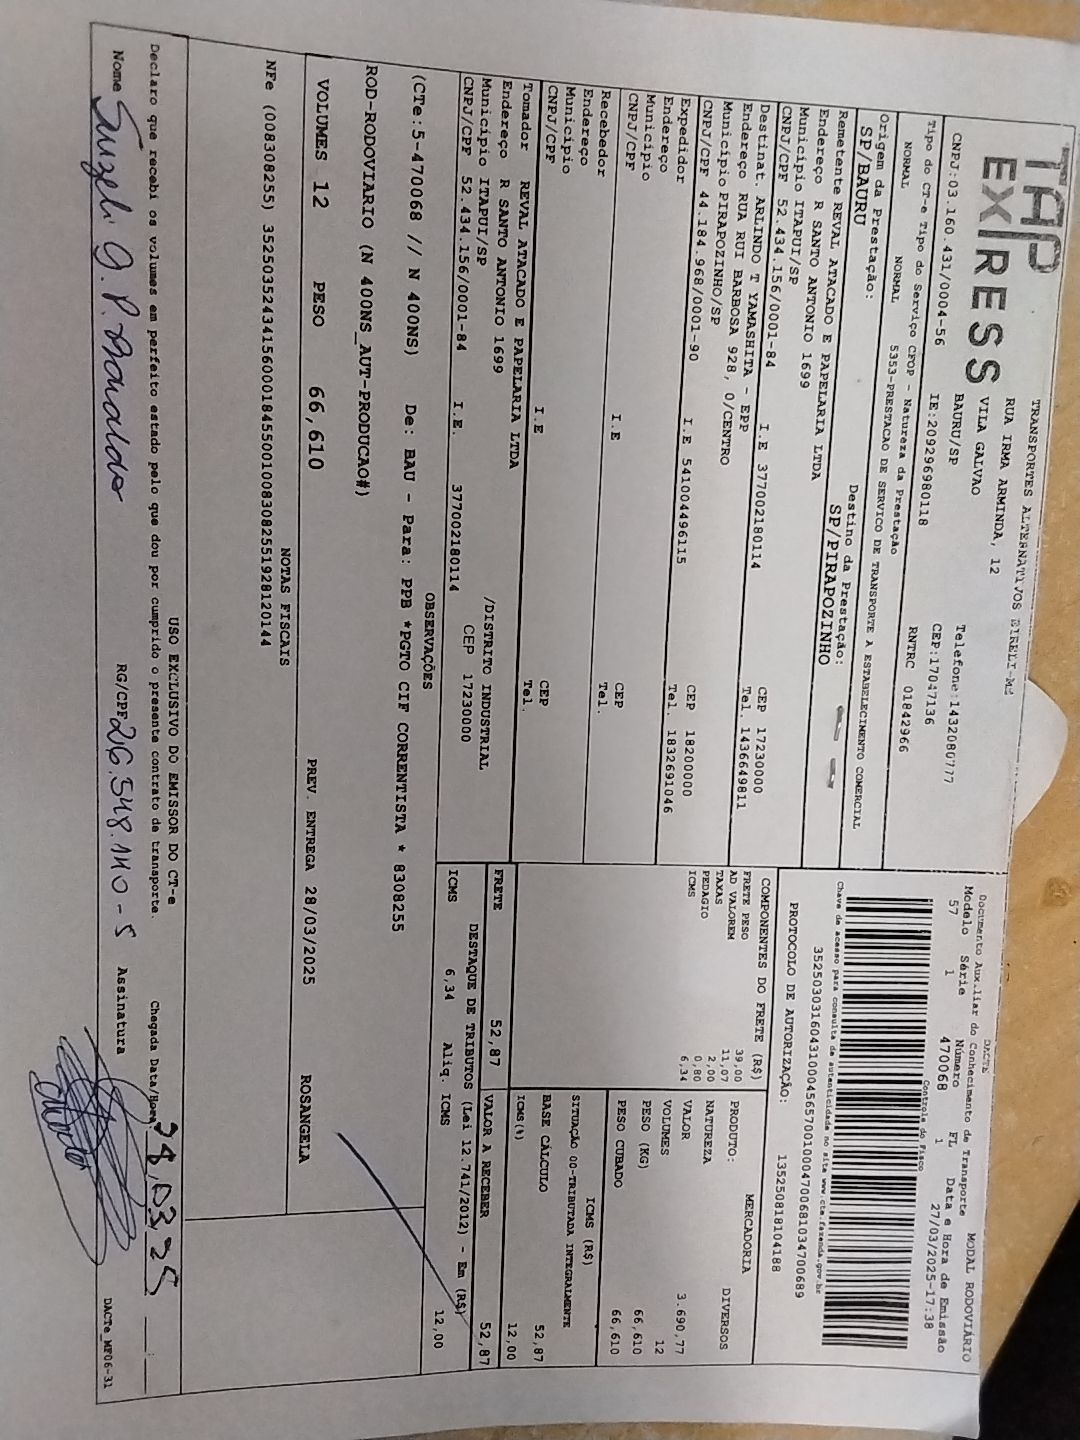 TAP
EXPRESS
TRANSPORTES ALTERNATIVOS EIRELI-ME
RUA IRMA ARMINDA, 12
VILA GALVAO
BAURU/SP
Telefone:1432080777
CEP:17047136
CNPJ:03.160.431/0004-56 IE:209296980118 RNTRC 01842966
Tipo do CT-e Tipo do Serviço CFOP - Natureza da Prestação
NORMAL NORMAL 5353-PRESTACAO DE SERVICO DE TRANSPORTE A ESTABELECIMENTO COMERCIAL
Origem da Prestação: Destino da Prestação:
SP/BAURU SP/PIRAPOZINHO
Remetente REVAL ATACADO E PAPELARIA LTDA
Endereço R SANTO ANTONIO 1699
Município ITAPUI/SP CEP 17230000
CNPJ/CPF 52.434.156/0001-84 I.E 377002180114 Tel. 1436649811
Destinat. ARLINDO T YAMASHITA - EPP
Endereço RUA RUI BARBOSA 928, 0/CENTRO
Município PIRAPOZINHO/SP CEP 18200000
CNPJ/CPF 44.184.968/0001-90 I.E 541004496115 Tel. 1832691046
Expedidor
Endereço
Município CEP
CNPJ/CPF I.E Tel.
Recebedor
Endereço
Município CEP
CNPJ/CPF I.E Tel.
Tomador REVAL ATACADO E PAPELARIA LTDA
Endereço R SANTO ANTONIO 1699 /DISTRITO INDUSTRIAL
Município ITAPUI/SP CEP 17230000
CNPJ/CPF 52.434.156/0001-84 I.E. 377002180114
DACTE
Documento Auxiliar do Conhecimento de Transporte
MODAL RODOVIÁRIO
Modelo Série Número FL Data e Hora de Emissão
57 1 470068 1 27/03/2025-17:38
Controle do Fisco
Chave de acesso para consulta de autenticidade no site www.cte.fazenda.gov.br
35250303160431000456570010004700681034700689
PROTOCOLO DE AUTORIZAÇÃO: 135250818104188
COMPONENTES DO FRETE (R$)
FRETE PESO 39,00
AD VALOREM 11,07
TAXAS 2,00
PEDAGIO 0,80
ICMS 6,34
MERCADORIA
PRODUTO: DIVERSOS
NATUREZA
VALOR 3.690,77
VOLUMES 12
PESO (KG) 66,610
PESO CUBADO 66,610
ICMS (R$)
SITUAÇÃO 00-TRIBUTADA INTEGRALMENTE
BASE CÁLCULO 52,87
ICMS(%) 12,00
FRETE 52,87 VALOR A RECEBER 52,87
DESTAQUE DE TRIBUTOS (Lei 12.741/2012) - Em (R$)
ICMS 6,34 Aliq. ICMS 12,00
OBSERVAÇÕES
(CTe:5-470068 // N 400NS) De: BAU - Para: PPB *PGTO CIF CORRENTISTA * 8308255
ROD-RODOVIARIO (N 400NS_AUT-PRODUCAO#)
VOLUMES 12 PESO 66,610 PREV. ENTREGA 28/03/2025 ROSANGELA
NOTAS FISCAIS
NFe (008308255) 35250352434156000184550010083082551928120144
USO EXCLUSIVO DO EMISSOR DO CT-e
Declaro que recebi os volumes em perfeito estado pelo que dou por cumprido o presente contrato de transporte.
Chegada Data/Hora 28,03,25 :
Nome Suzeli G. P. RG/CPF 26.548.140-5 Assinatura
DACTe_MF06-31